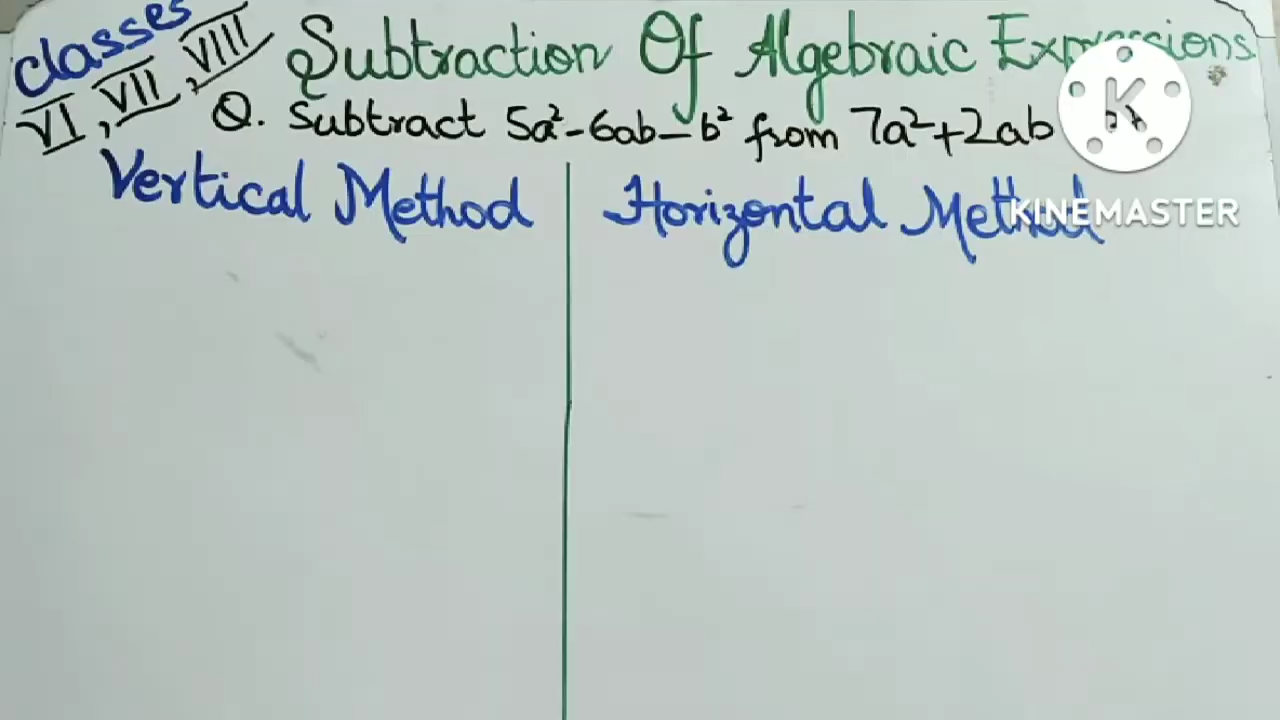 Classes
VI, VII, VIII
Subtraction Of Algebraic Expressions
Q. Subtract 5a²-6ab-b² from 7a²+2ab
Vertical Method
Horizontal Method
KINEMASTER